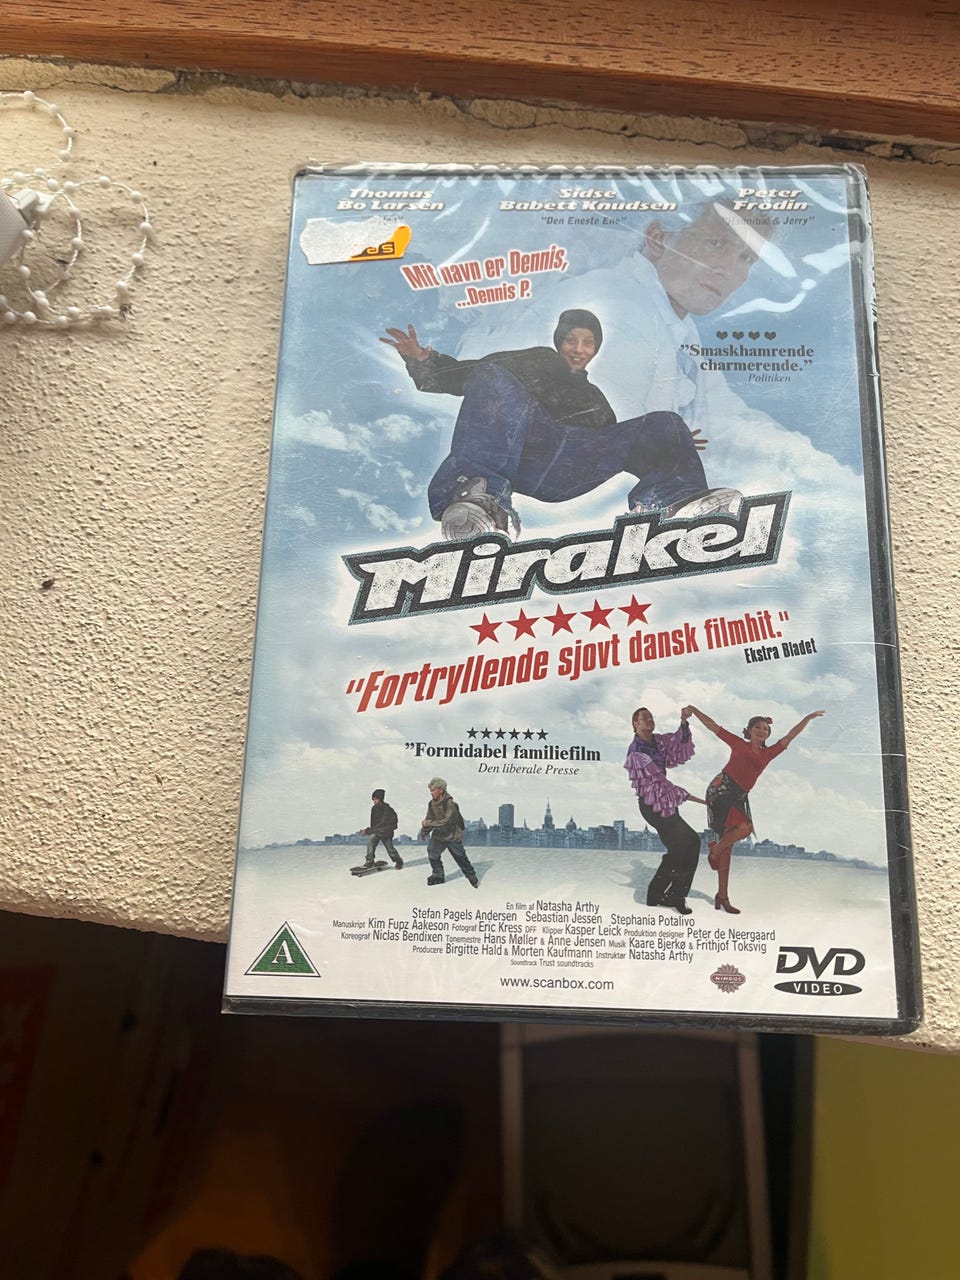 Thomas
Bo Larsen
Sidse
Babett Knudsen
"Den Eneste Ene"
Peter
Frödin
"Hannibal & Jerry"
Mit navn er Dennis,
...Dennis P.
"Smaskhamrende
charmerende."
Politiken
Mirakel
"Fortryllende sjovt dansk filmhit."
Ekstra Bladet
"Formidabel familiefilm
Den liberale Presse
En film af Natasha Arthy
Stefan Pagels Andersen Sebastian Jessen Stephania Potalivo
Manuskript Kim Fupz Aakeson Fotograf Eric Kress DFF Klipper Kasper Leick Produktion designer Peter de Neergaard
Koreograf Niclas Bendixen Tonemestre Hans Møller & Anne Jensen Musik Kaare Bjerkø & Frithjof Toksvig
Producere Birgitte Hald & Morten Kaufmann Instruktør Natasha Arthy
Soundtrack Trust soundtracks
A
www.scanbox.com
NIMBUS
DVD
VIDEO